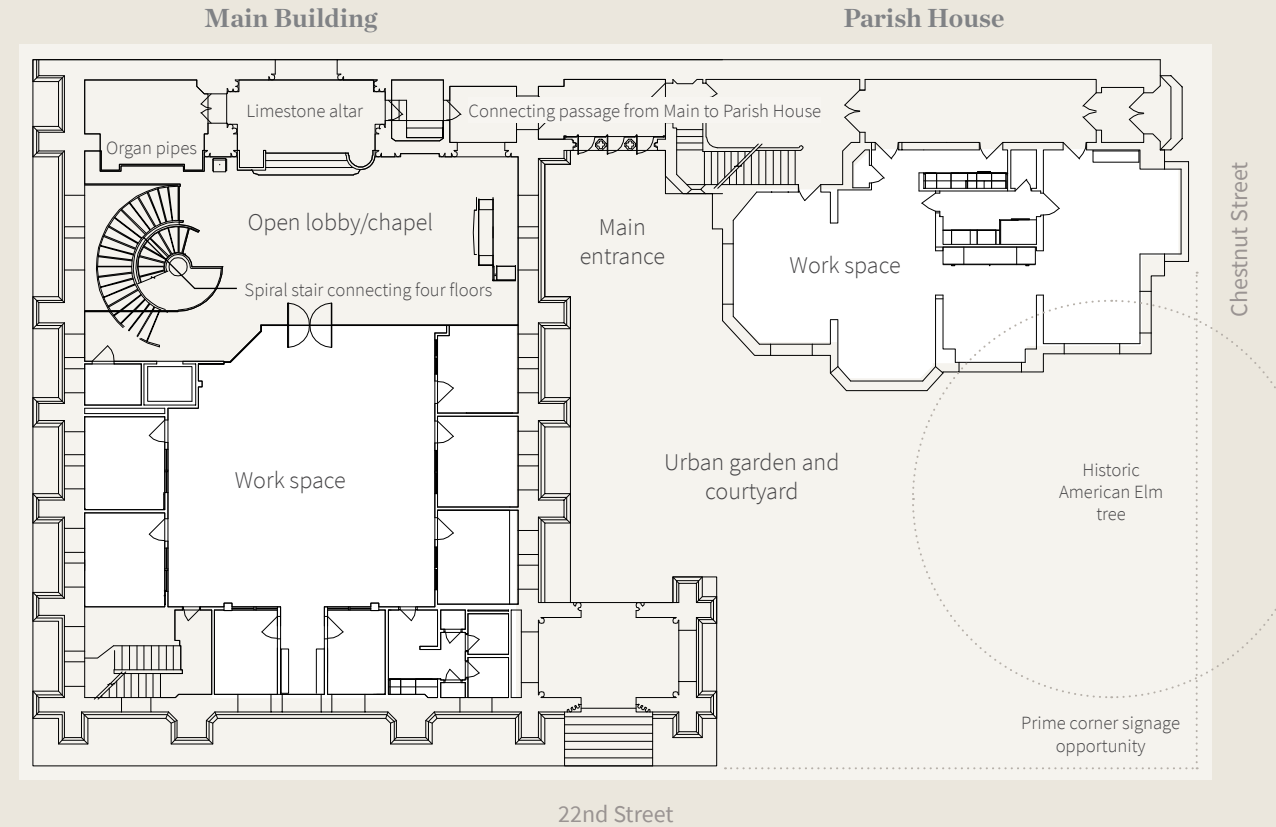 Main Building
Parish House
Limestone altar
Connecting passage from Main to Parish House
Organ pipes
Open lobby/chapel
Main
entrance
Work space
Spiral stair connecting four floors
Chestnut Street
Work space
Urban garden and
courtyard
Historic
American Elm
tree
Prime corner signage
opportunity
22nd Street